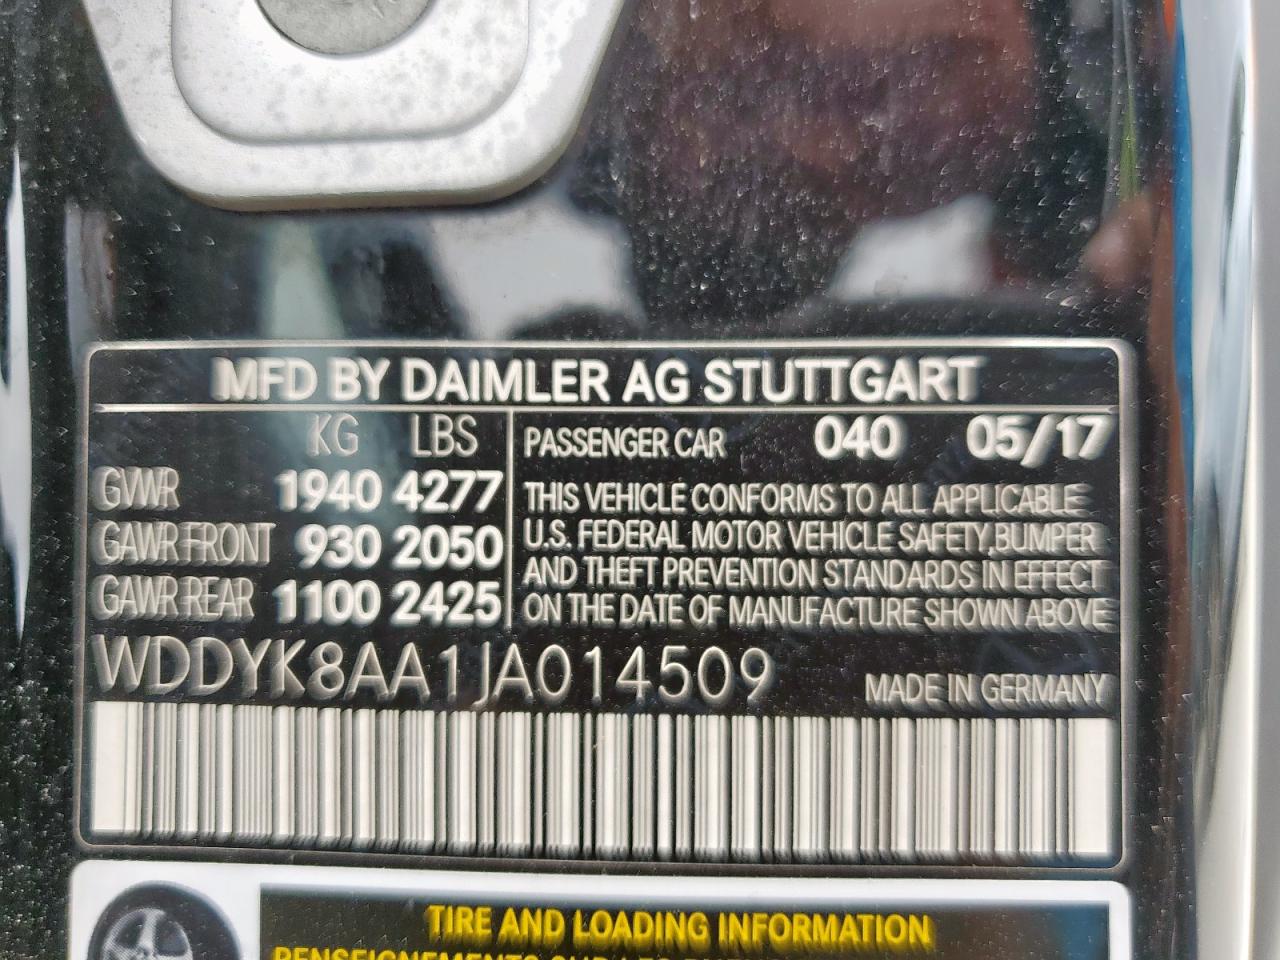 MFD BY DAIMLER AG STUTTGART
KG LBS
GVWR 1940 4277
GAWR FRONT 930 2050
GAWR REAR 1100 2425
PASSENGER CAR 040 05/17
THIS VEHICLE CONFORMS TO ALL APPLICABLE
U.S. FEDERAL MOTOR VEHICLE SAFETY,BUMPER
AND THEFT PREVENTION STANDARDS IN EFFECT
ON THE DATE OF MANUFACTURE SHOWN ABOVE
WDDYK8AA1JA014509
MADE IN GERMANY
TIRE AND LOADING INFORMATION